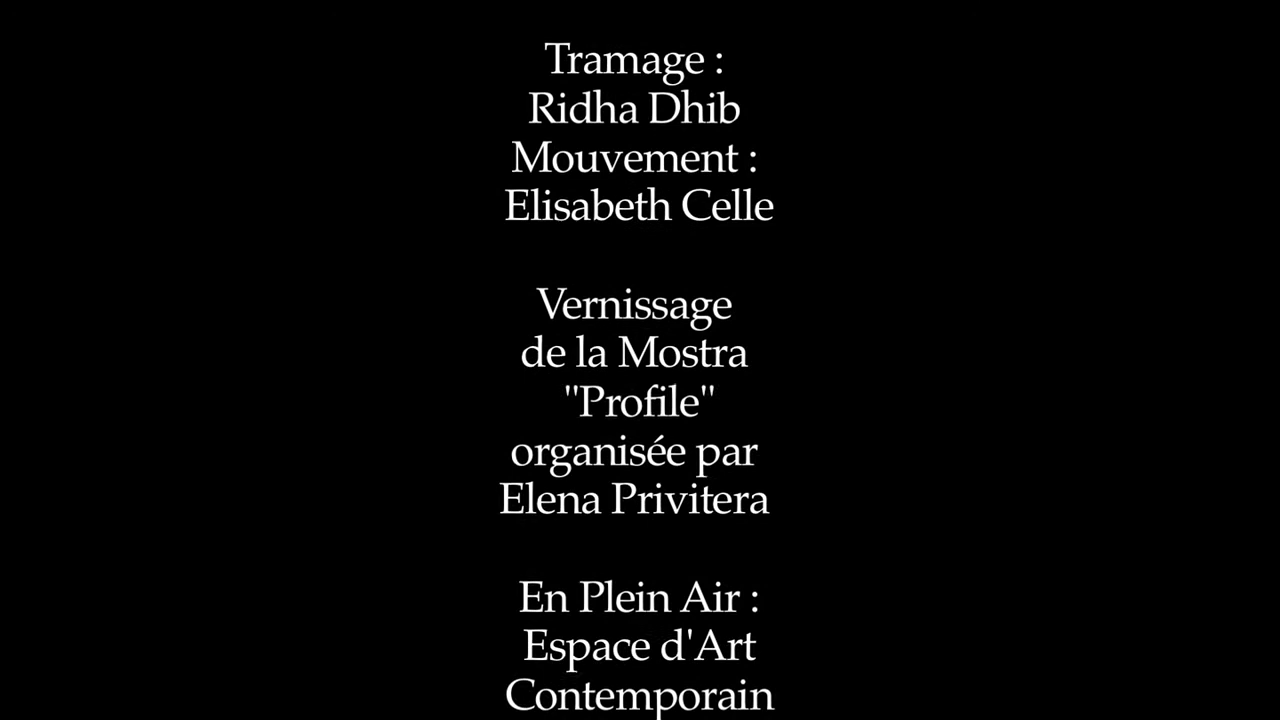 Tramage :
Ridha Dhib
Mouvement :
Elisabeth Celle
Vernissage
de la Mostra
"Profile"
organisée par
Elena Privitera
En Plein Air :
Espace d'Art
Contemporain